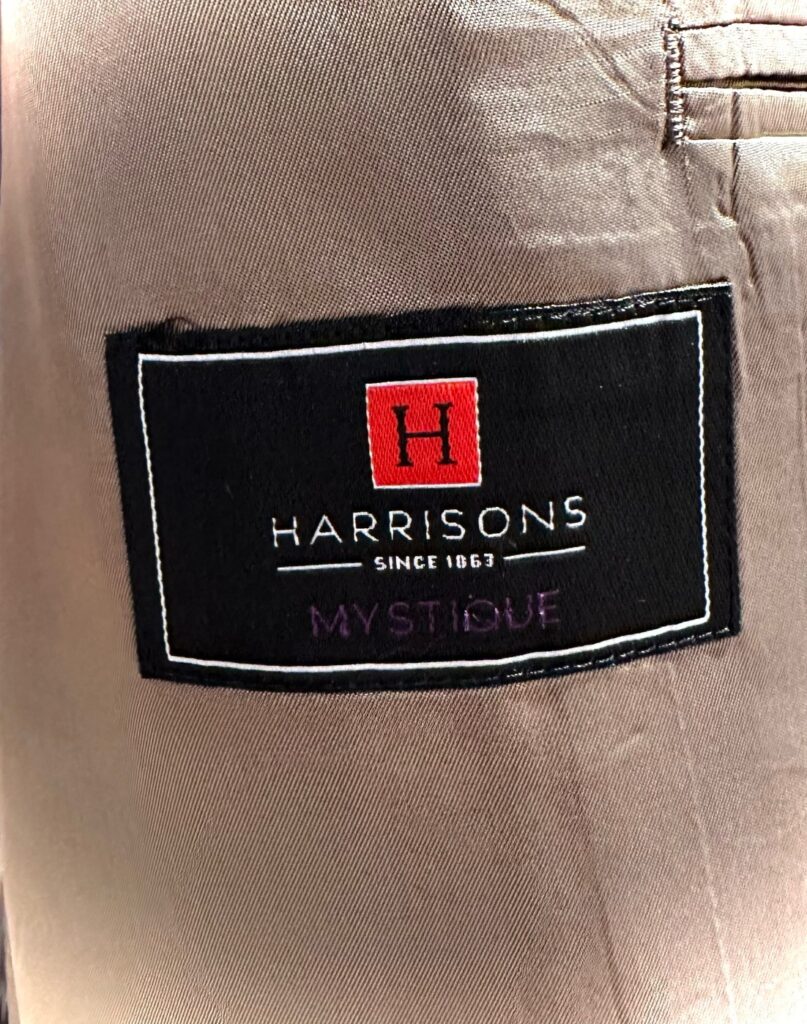 H
HARRISONS
SINCE 1863
MYSTIQUE